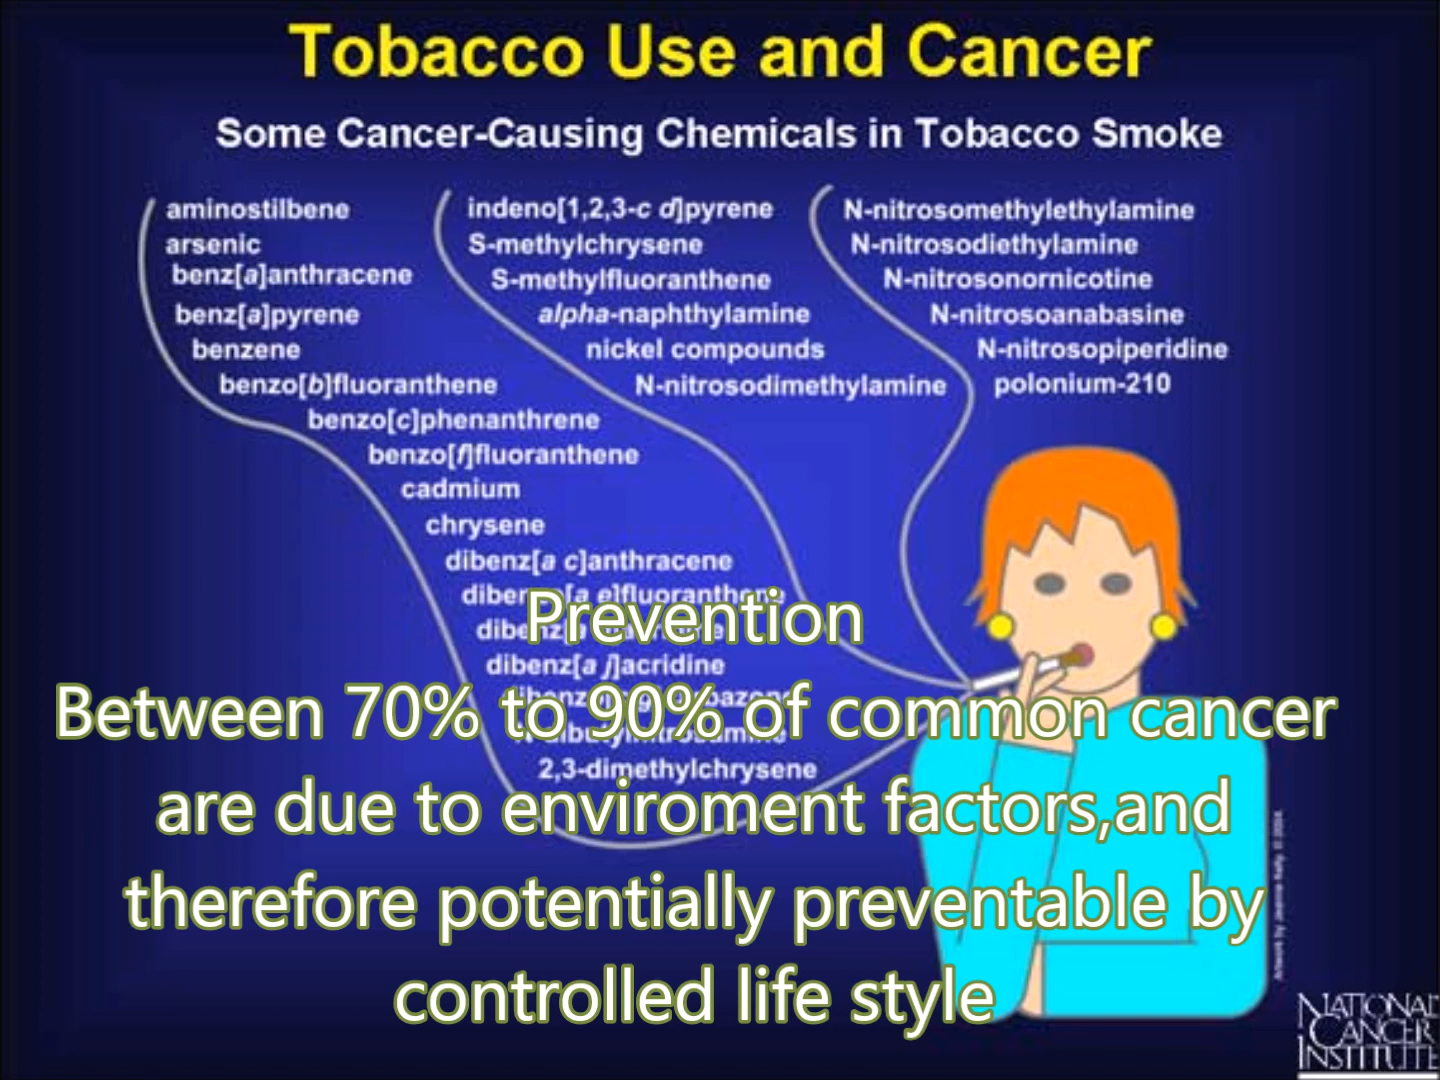 Tobacco Use and Cancer
Some Cancer-Causing Chemicals in Tobacco Smoke
aminostilbene
arsenic
benz[a]anthracene
benz[a]pyrene
benzene
benzo[b]fluoranthene
benzo[c]phenanthrene
benzo[f]fluoranthene
cadmium
chrysene
dibenz[a c]anthracene
dibenz[a e]fluoranthene
dibenz[a
dibenz[a j]acridine
2,3-dimethylchrysene
indeno[1,2,3-c d]pyrene
S-methylchrysene
S-methylfluoranthene
alpha-naphthylamine
nickel compounds
N-nitrosodimethylamine
N-nitrosomethylethylamine
N-nitrosodiethylamine
N-nitrosonornicotine
N-nitrosoanabasine
N-nitrosopiperidine
polonium-210
Prevention
Between 70% to 90% of common cancer
are due to enviroment factors,and
therefore potentially preventable by
controlled life style
NATIONAL
CANCER
INSTITUTE